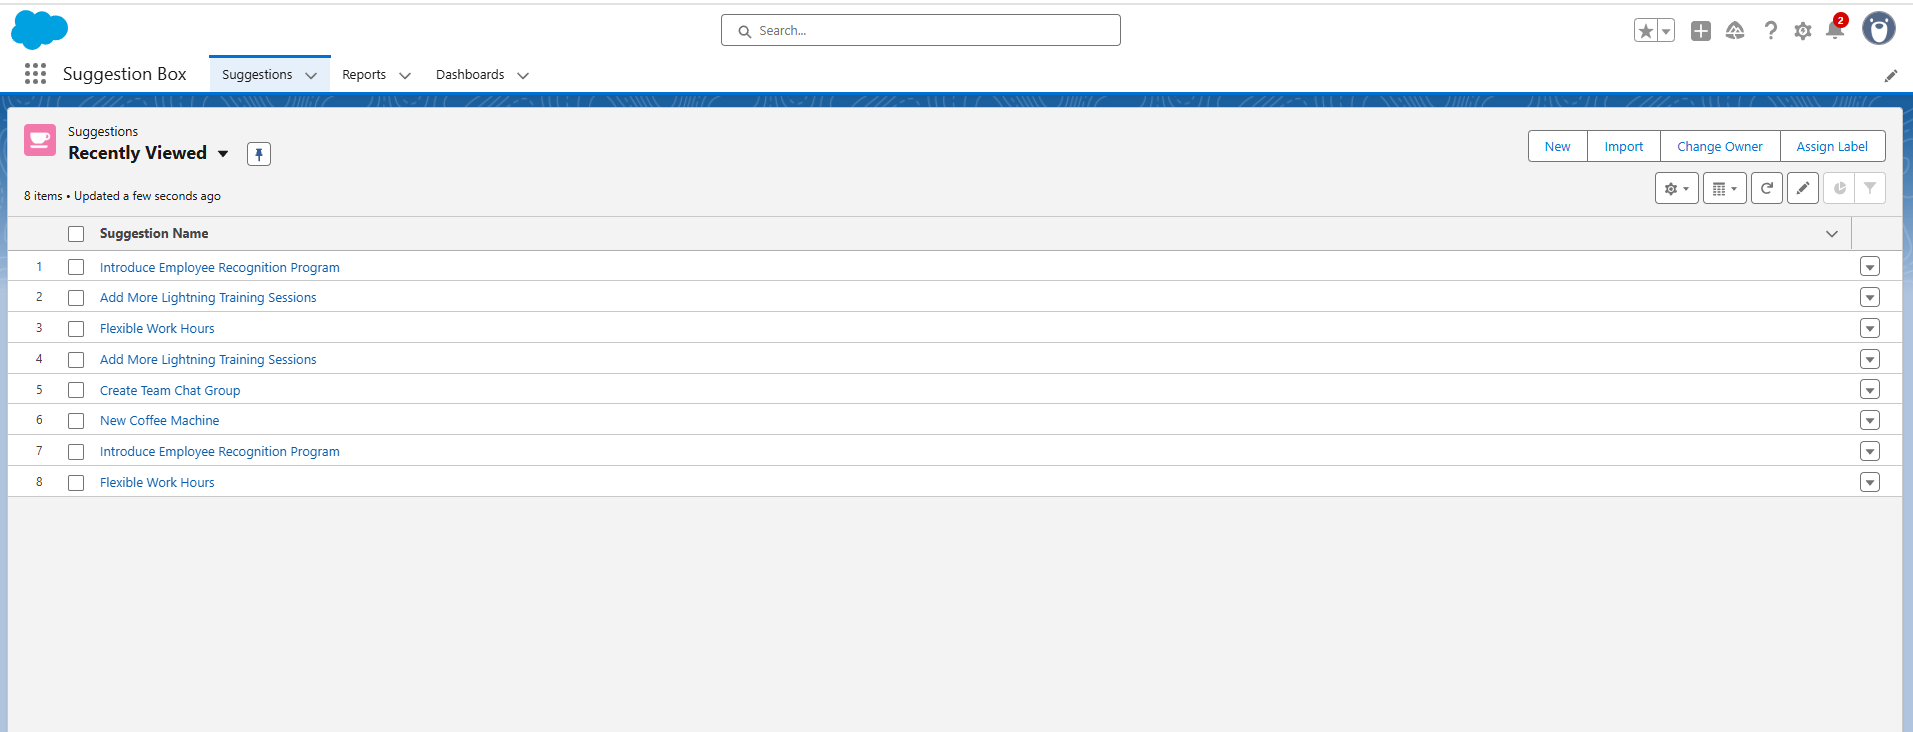 Search...
2
Suggestion Box
Suggestions
Reports
Dashboards
Suggestions
Recently Viewed
New
Import
Change Owner
Assign Label
8 items • Updated a few seconds ago
Suggestion Name
1 Introduce Employee Recognition Program
2 Add More Lightning Training Sessions
3 Flexible Work Hours
4 Add More Lightning Training Sessions
5 Create Team Chat Group
6 New Coffee Machine
7 Introduce Employee Recognition Program
8 Flexible Work Hours